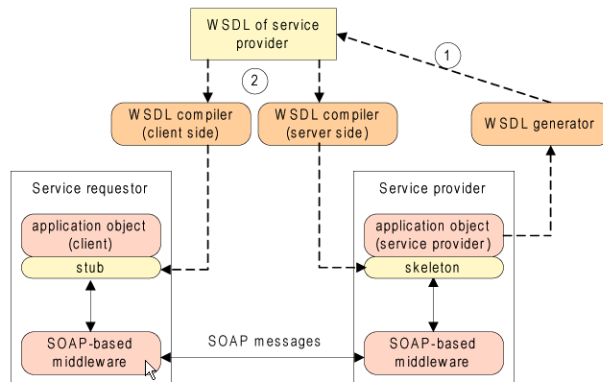 WSDL of service
provider
1
2
WSDL compiler
(client side)
WSDL compiler
(server side)
WSDL generator
Service requestor
application object
(client)
stub
SOAP-based
middleware
SOAP messages
Service provider
application object
(service provider)
skeleton
SOAP-based
middleware